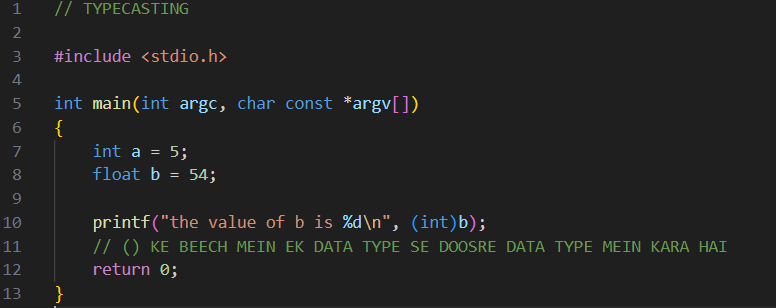 1 // TYPECASTING
2
3 #include <stdio.h>
4
5 int main(int argc, char const *argv[])
6 {
7     int a = 5;
8     float b = 54;
9
10     printf("the value of b is %d\n", (int)b);
11     // () KE BEECH MEIN EK DATA TYPE SE DOOSRE DATA TYPE MEIN KARA HAI
12     return 0;
13 }